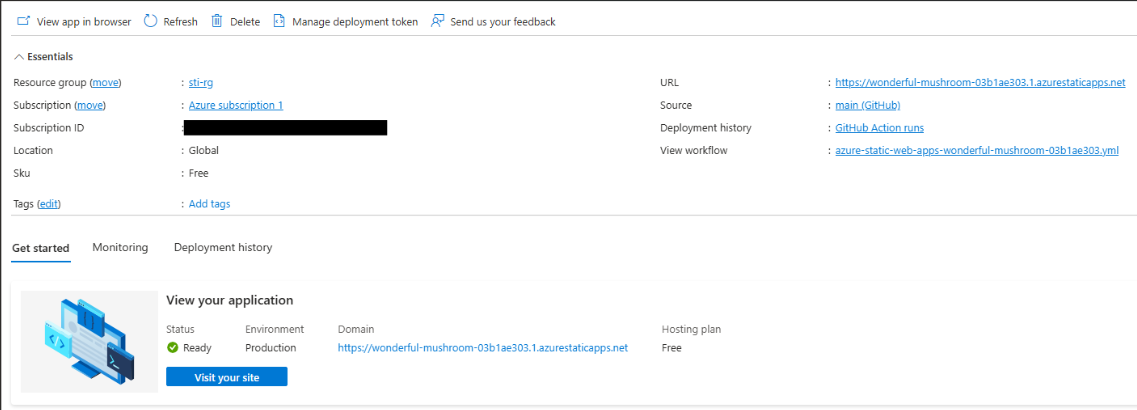 View app in browser Refresh Delete Manage deployment token Send us your feedback
Essentials
Resource group (move) : sti-rg
Subscription (move) : Azure subscription 1
Subscription ID :
Location : Global
Sku : Free
Tags (edit) : Add tags
URL : https://wonderful-mushroom-03b1ae303.1.azurestaticapps.net
Source : main (GitHub)
Deployment history : GitHub Action runs
View workflow : azure-static-web-apps-wonderful-mushroom-03b1ae303.yml
Get started Monitoring Deployment history
View your application
Status Environment Domain Hosting plan
Ready Production https://wonderful-mushroom-03b1ae303.1.azurestaticapps.net Free
Visit your site